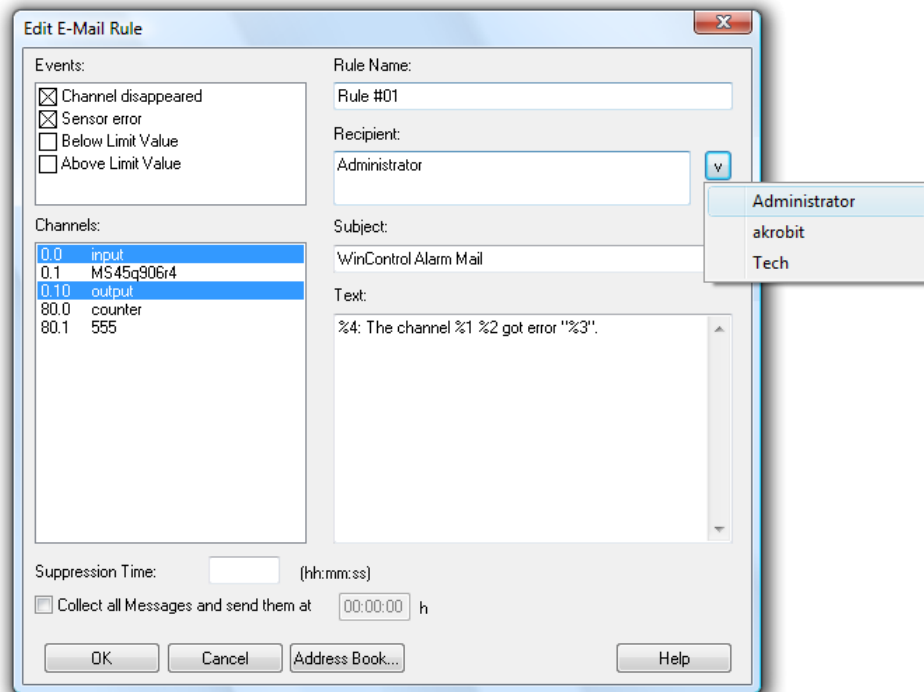 Edit E-Mail Rule
Events:
Channel disappeared
Sensor error
Below Limit Value
Above Limit Value
Rule Name:
Rule #01
Recipient:
Administrator
v
Administrator
akrobit
Tech
Channels:
0.0 input
0.1 MS45q906r4
0.10 output
80.0 counter
80.1 555
Subject:
WinControl Alarm Mail
Text:
%4: The channel %1 %2 got error "%3".
Suppression Time: (hh:mm:ss)
Collect all Messages and send them at 00:00:00 h
OK Cancel Address Book... Help